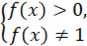 {f(x) > 0,
{f(x) ≠ 1